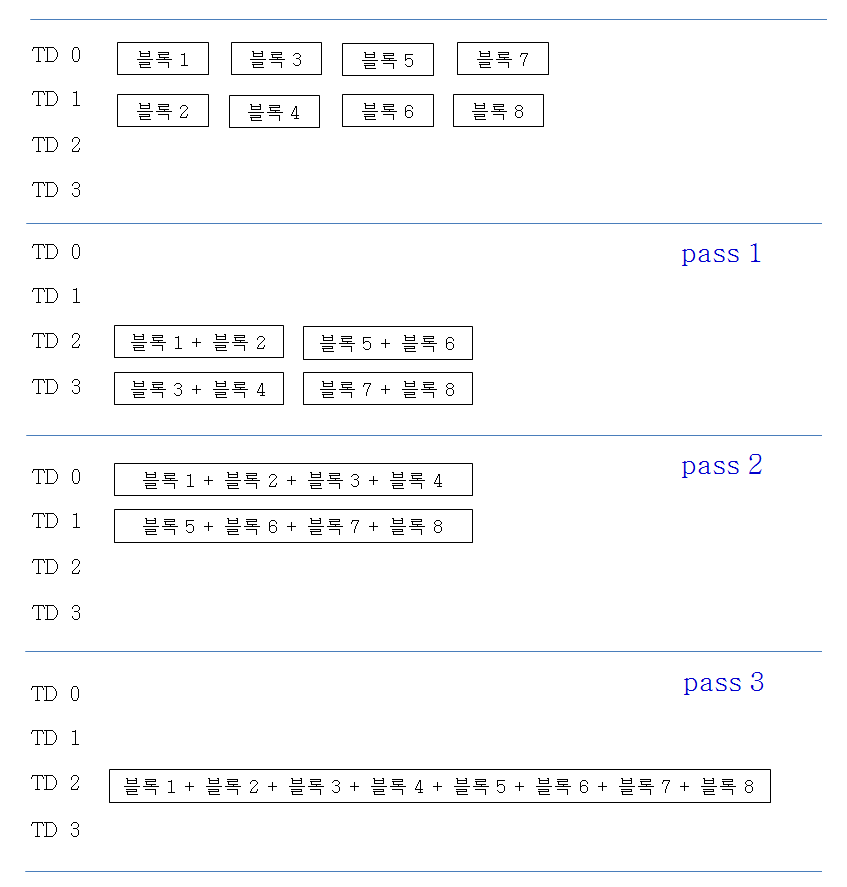 TD 0 블록 1 블록 3 블록 5 블록 7
TD 1 블록 2 블록 4 블록 6 블록 8
TD 2
TD 3
TD 0 pass 1
TD 1
TD 2 블록 1 + 블록 2 블록 5 + 블록 6
TD 3 블록 3 + 블록 4 블록 7 + 블록 8
TD 0 블록 1 + 블록 2 + 블록 3 + 블록 4 pass 2
TD 1 블록 5 + 블록 6 + 블록 7 + 블록 8
TD 2
TD 3
TD 0 pass 3
TD 1
TD 2 블록 1 + 블록 2 + 블록 3 + 블록 4 + 블록 5 + 블록 6 + 블록 7 + 블록 8
TD 3